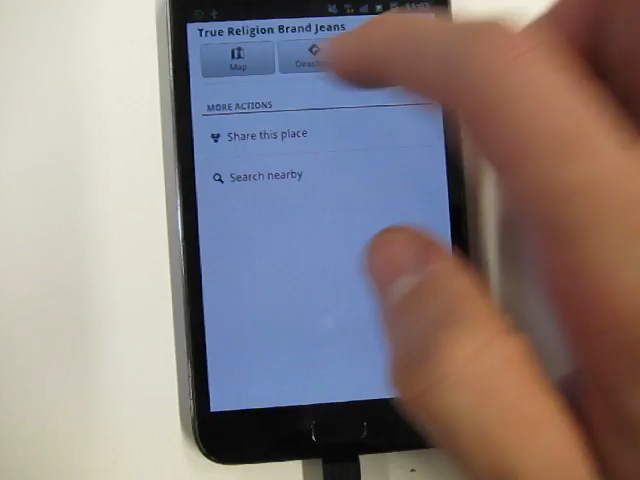 True Religion Brand Jeans
Map
MORE ACTIONS
Share this place
Search nearby